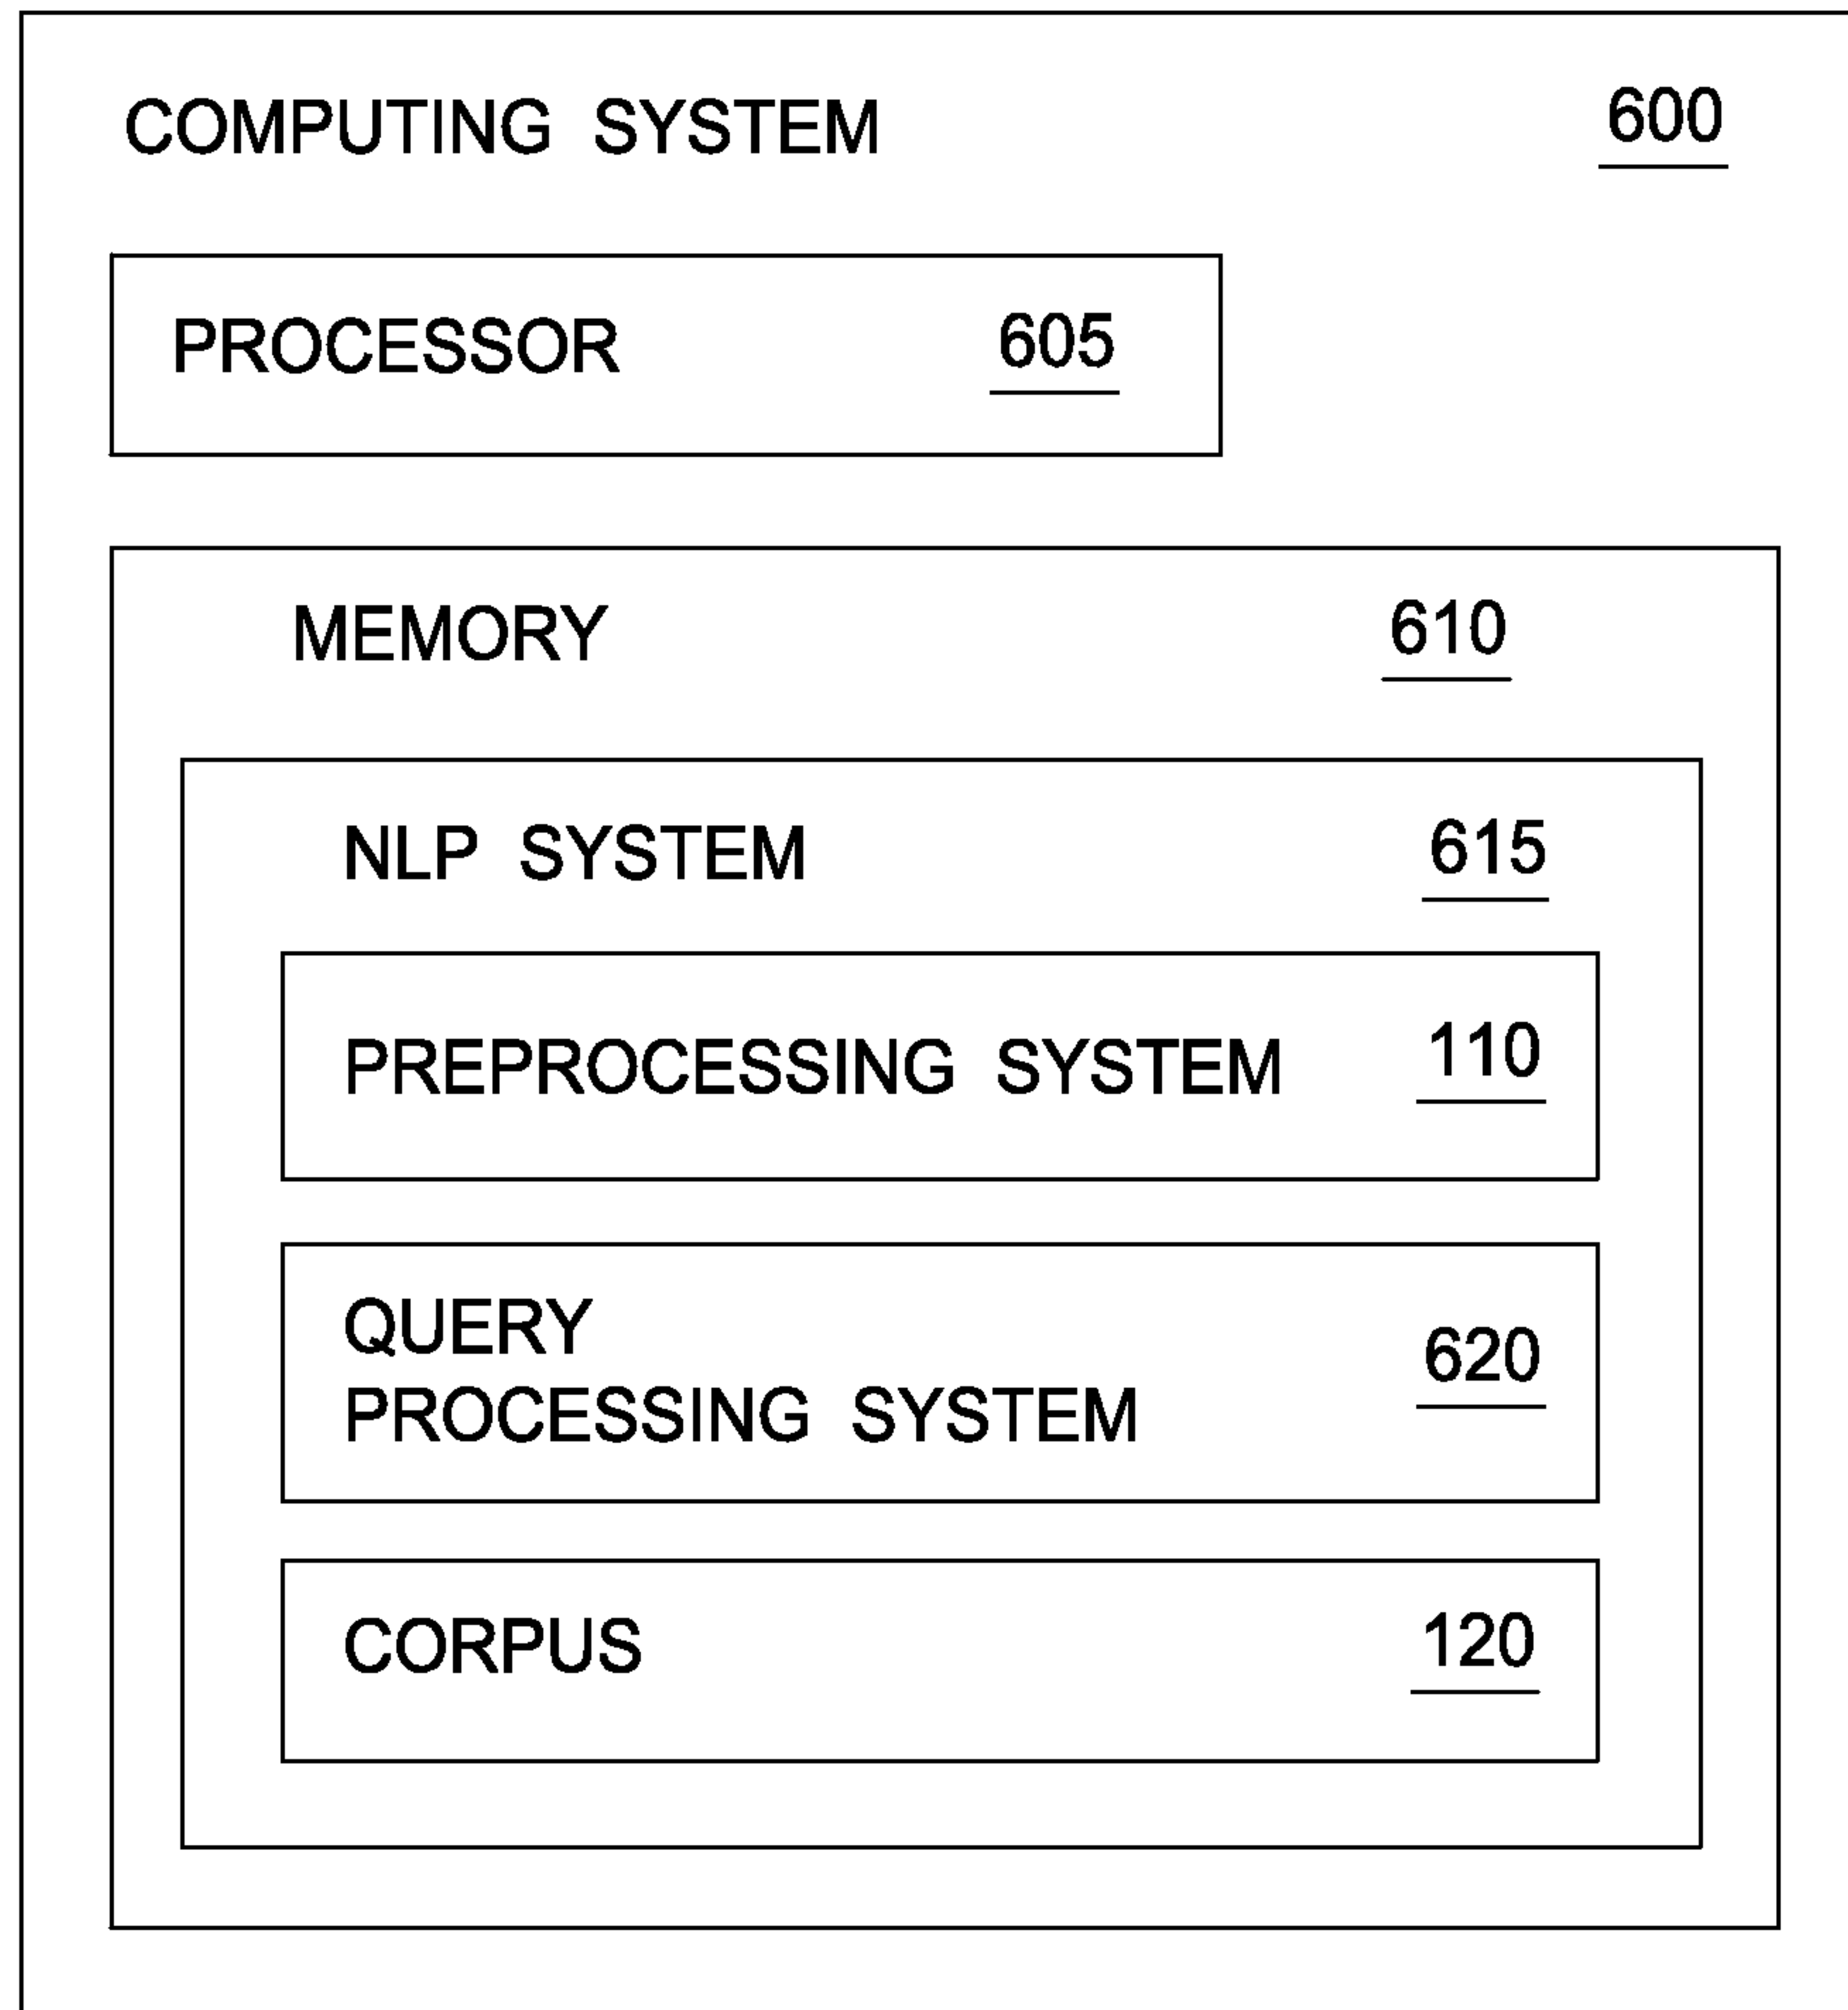 COMPUTING SYSTEM 600
PROCESSOR 605
MEMORY 610
NLP SYSTEM 615
PREPROCESSING SYSTEM 110
QUERY
PROCESSING SYSTEM 620
CORPUS 120